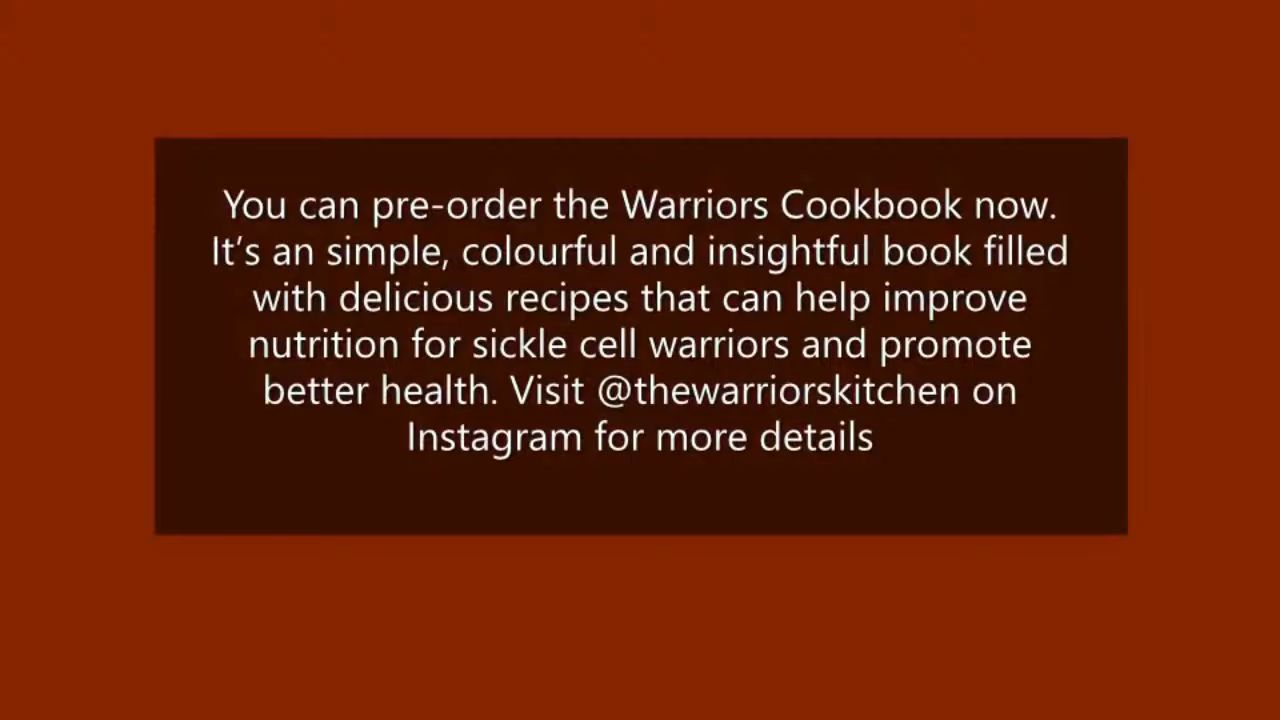 You can pre-order the Warriors Cookbook now.
It’s an simple, colourful and insightful book filled
with delicious recipes that can help improve
nutrition for sickle cell warriors and promote
better health. Visit @thewarriorskitchen on
Instagram for more details